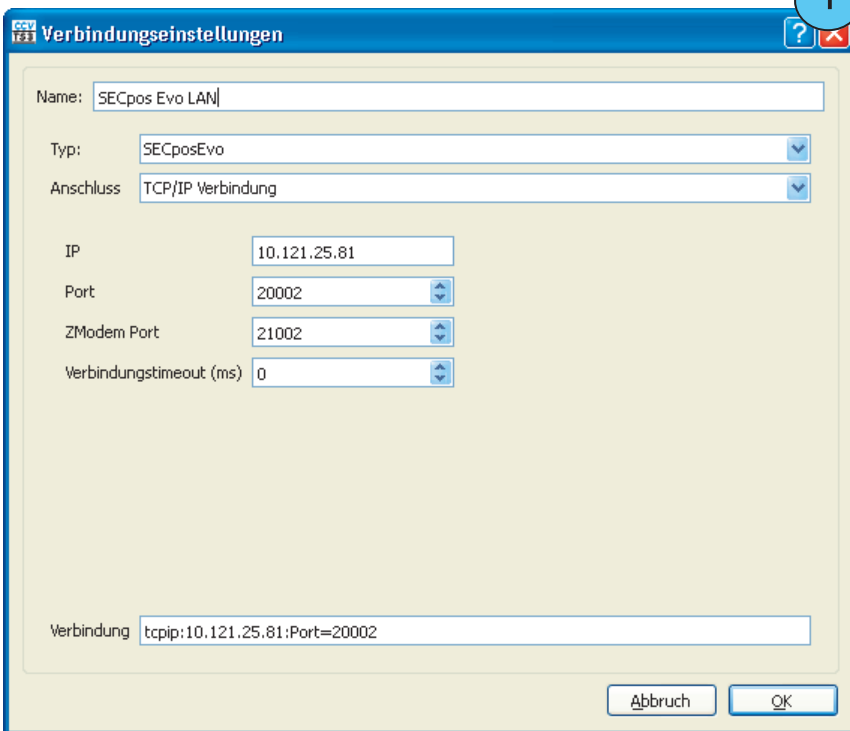 CCV
TSS
Verbindungseinstellungen
?
Name: SECpos Evo LAN
Typ: SECposEvo
Anschluss TCP/IP Verbindung
IP 10.121.25.81
Port 20002
ZModem Port 21002
Verbindungstimeout (ms) 0
Verbindung tcpip:10.121.25.81:Port=20002
Abbruch OK